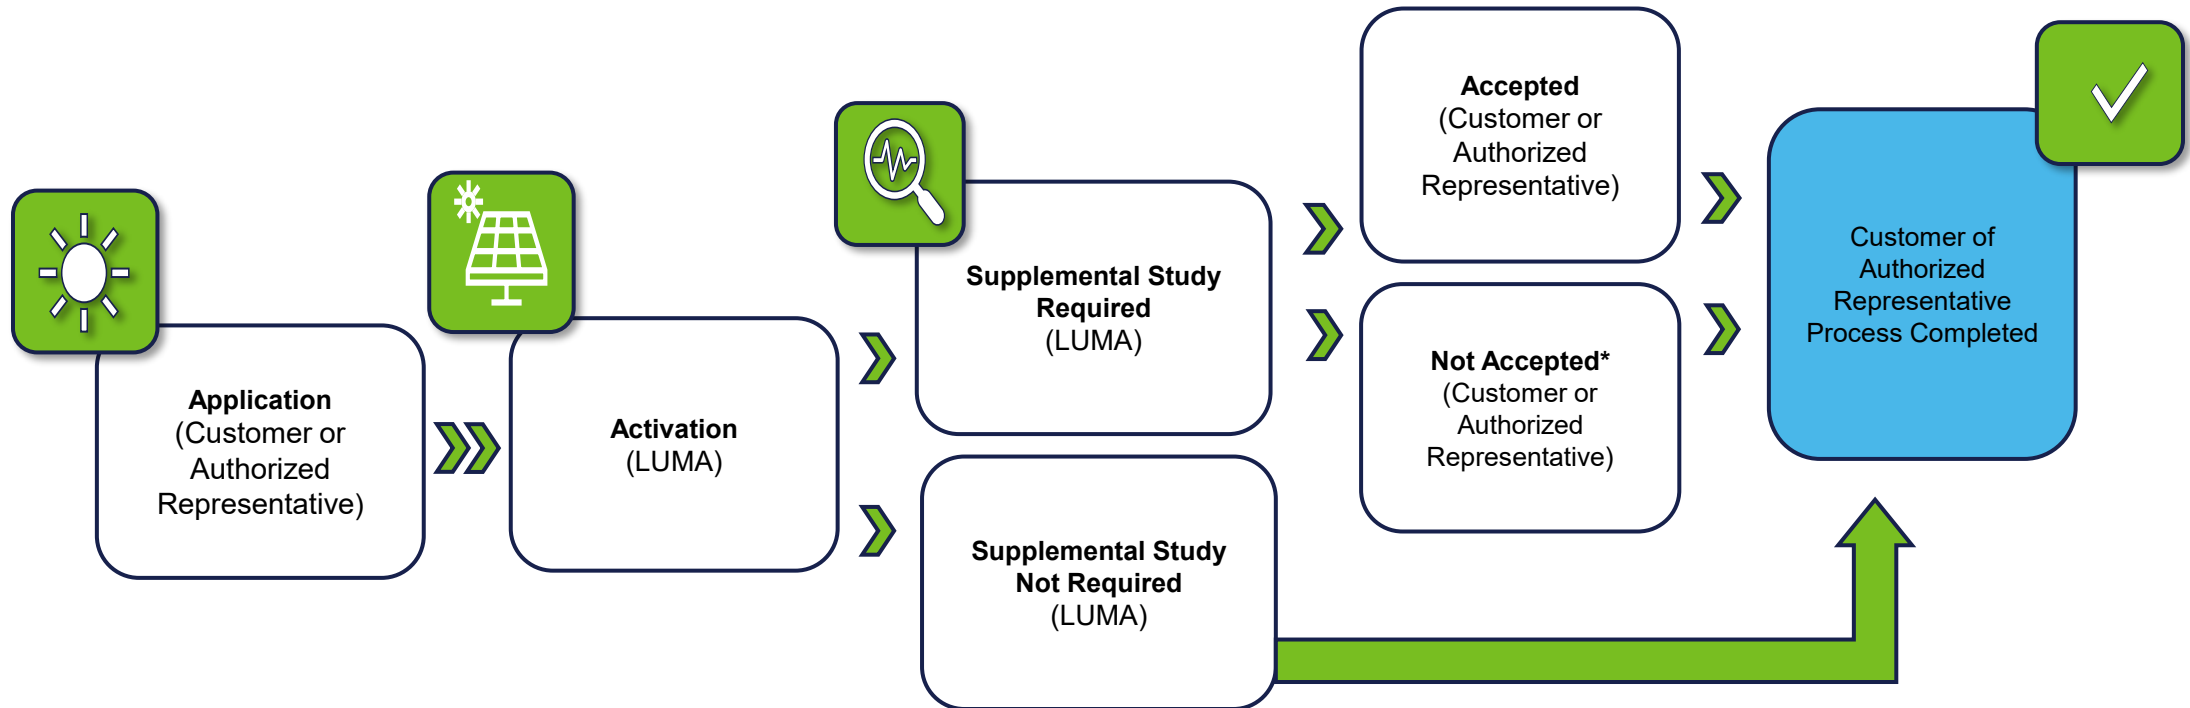 Application
(Customer or
Authorized
Representative)
Activation
(LUMA)
Supplemental Study
Required
(LUMA)
Supplemental Study
Not Required
(LUMA)
Accepted
(Customer or
Authorized
Representative)
Not Accepted*
(Customer or
Authorized
Representative)
Customer of
Authorized
Representative
Process Completed